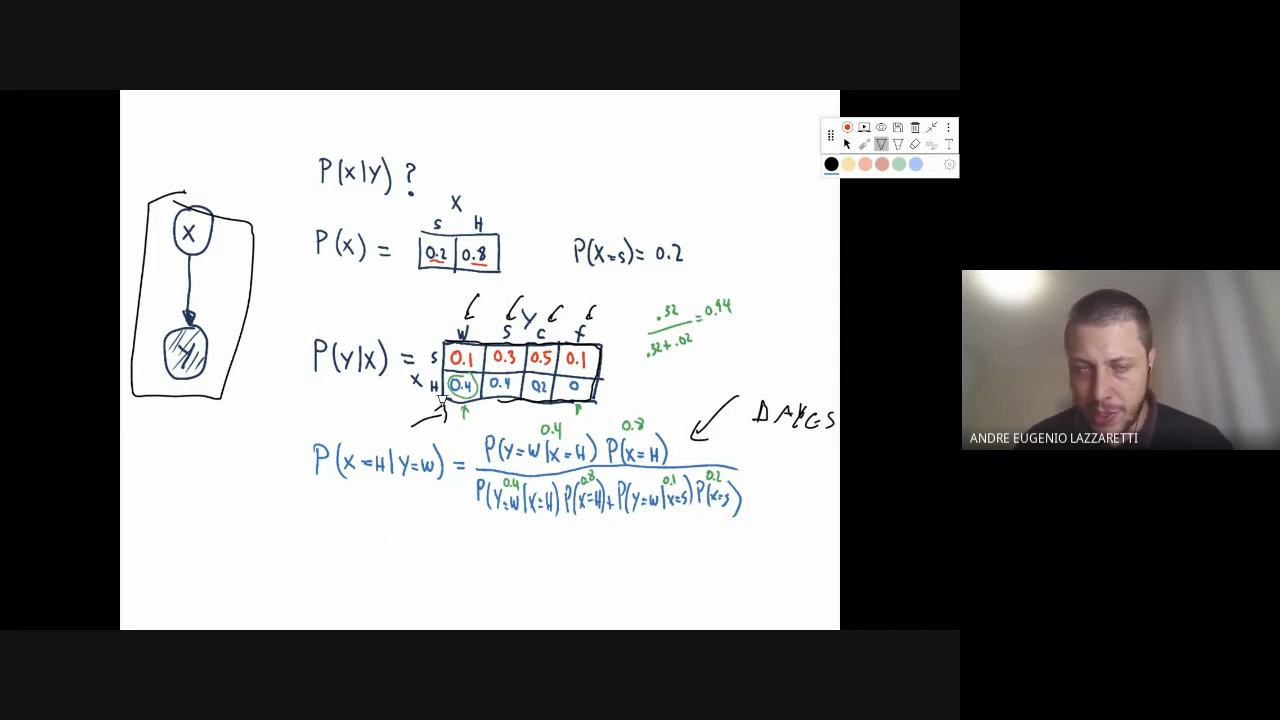 P(X|Y) ?
X
S H
P(X) = 0.2 0.8
P(X=S) = 0.2
X
Y
W S C F
.32
.32+.02
=0.94
P(Y|X) =
X
S 0.1 0.3 0.5 0.1
H 0.4 0.4 0.2 0
Y
P(X=H|Y=W) =
0.4 0.8
P(Y=W|X=H) P(X=H)
0.4 0.8 0.1 0.2
P(Y=W|X=H) P(X=H) + P(Y=W|X=S) P(X=S)
ANDRE EUGENIO LAZZARETTI